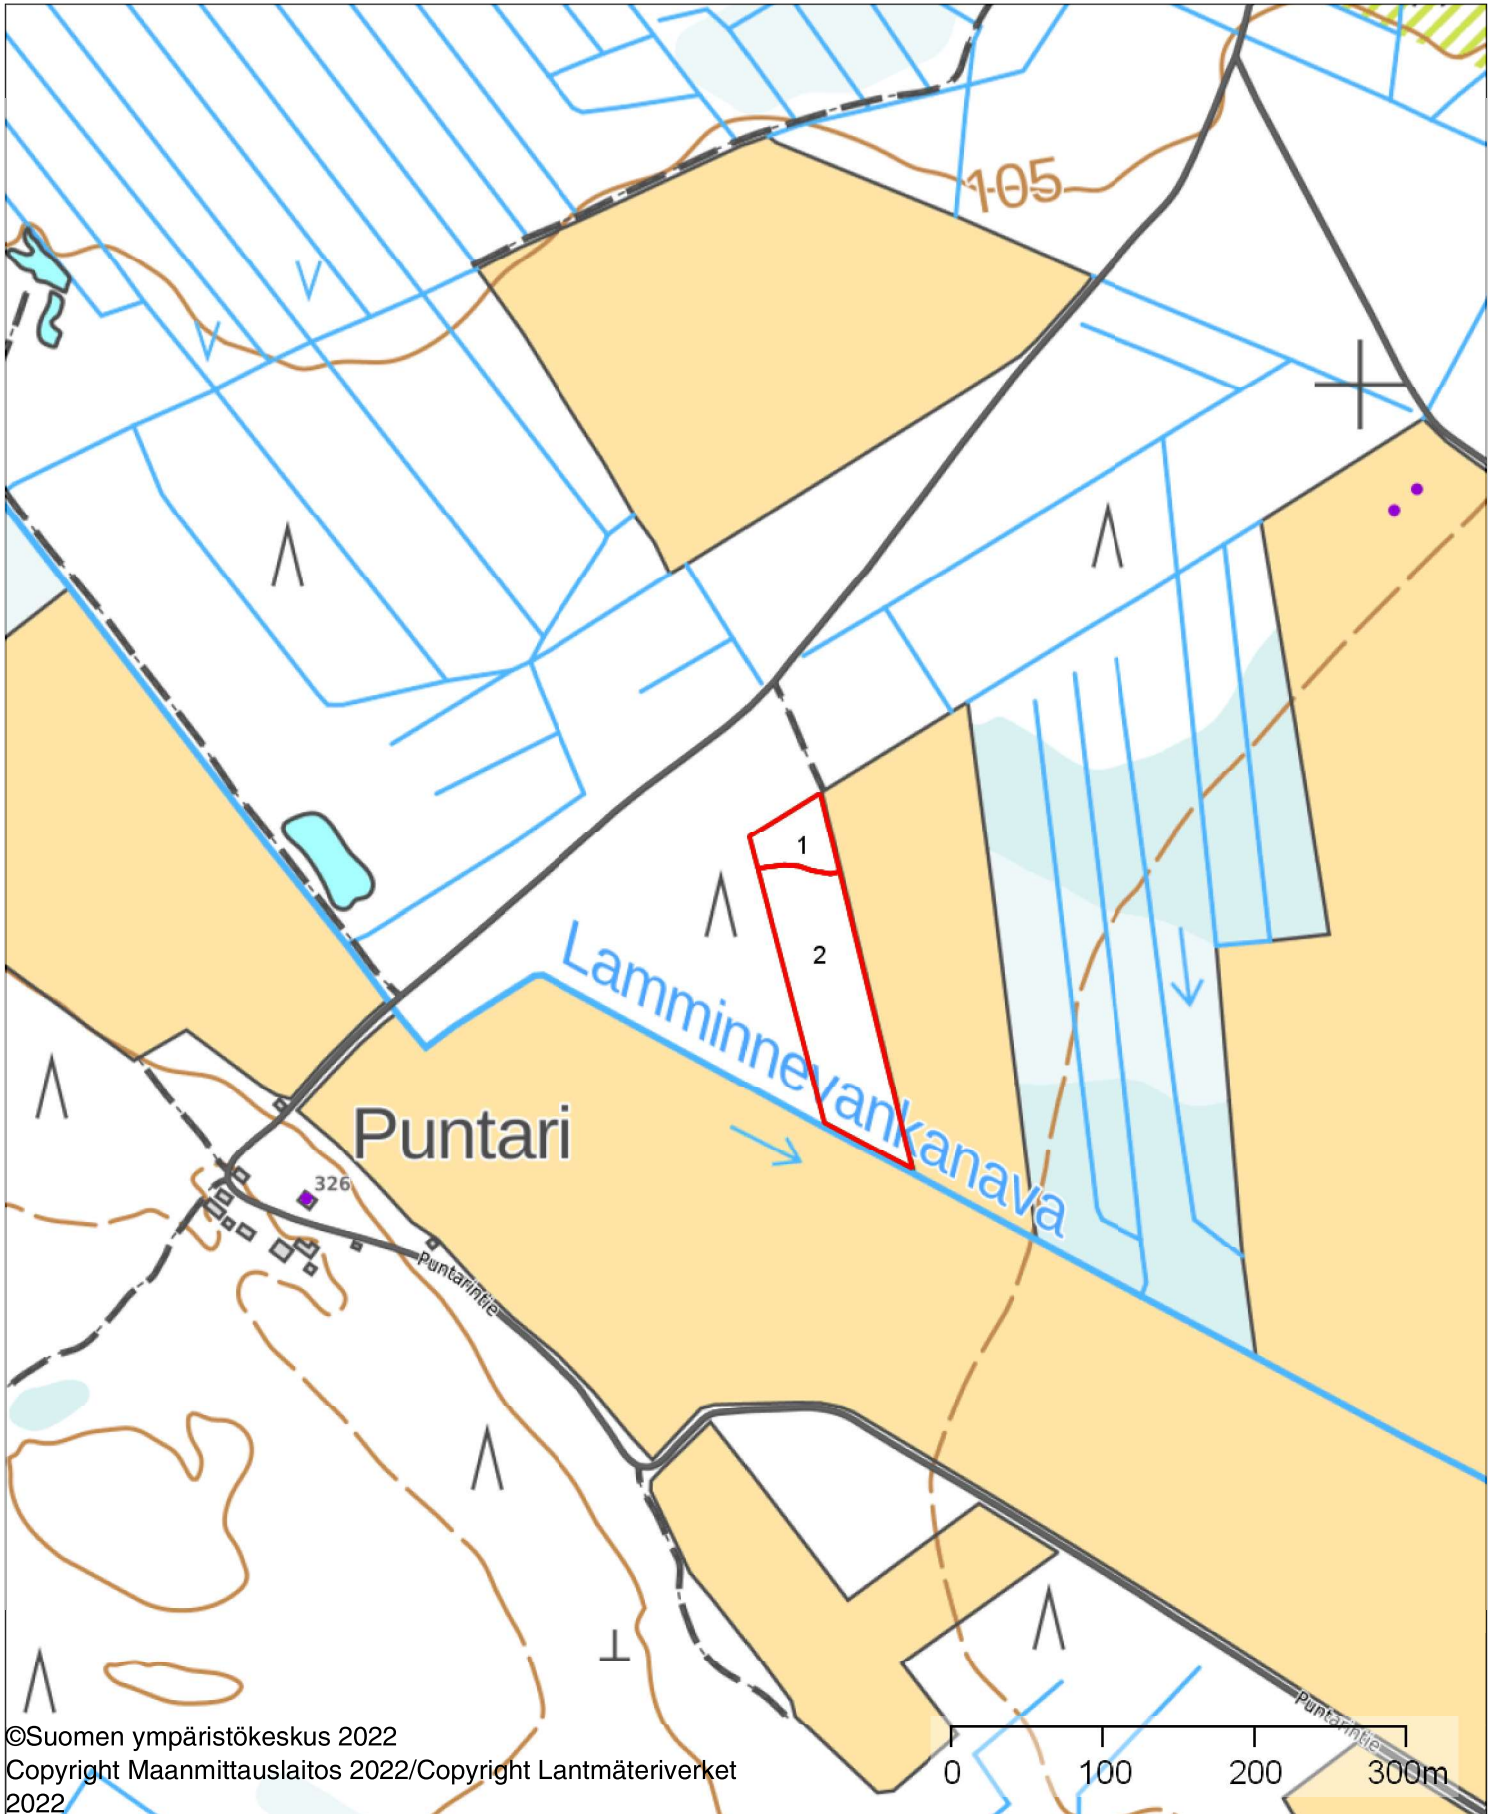 105
1
2
Lamminnevankanava
Puntari
326
Puntarintie
Puntarintie
©Suomen ympäristökeskus 2022
Copyright Maanmittauslaitos 2022/Copyright Lantmäteriverket
2022
0 100 200 300m